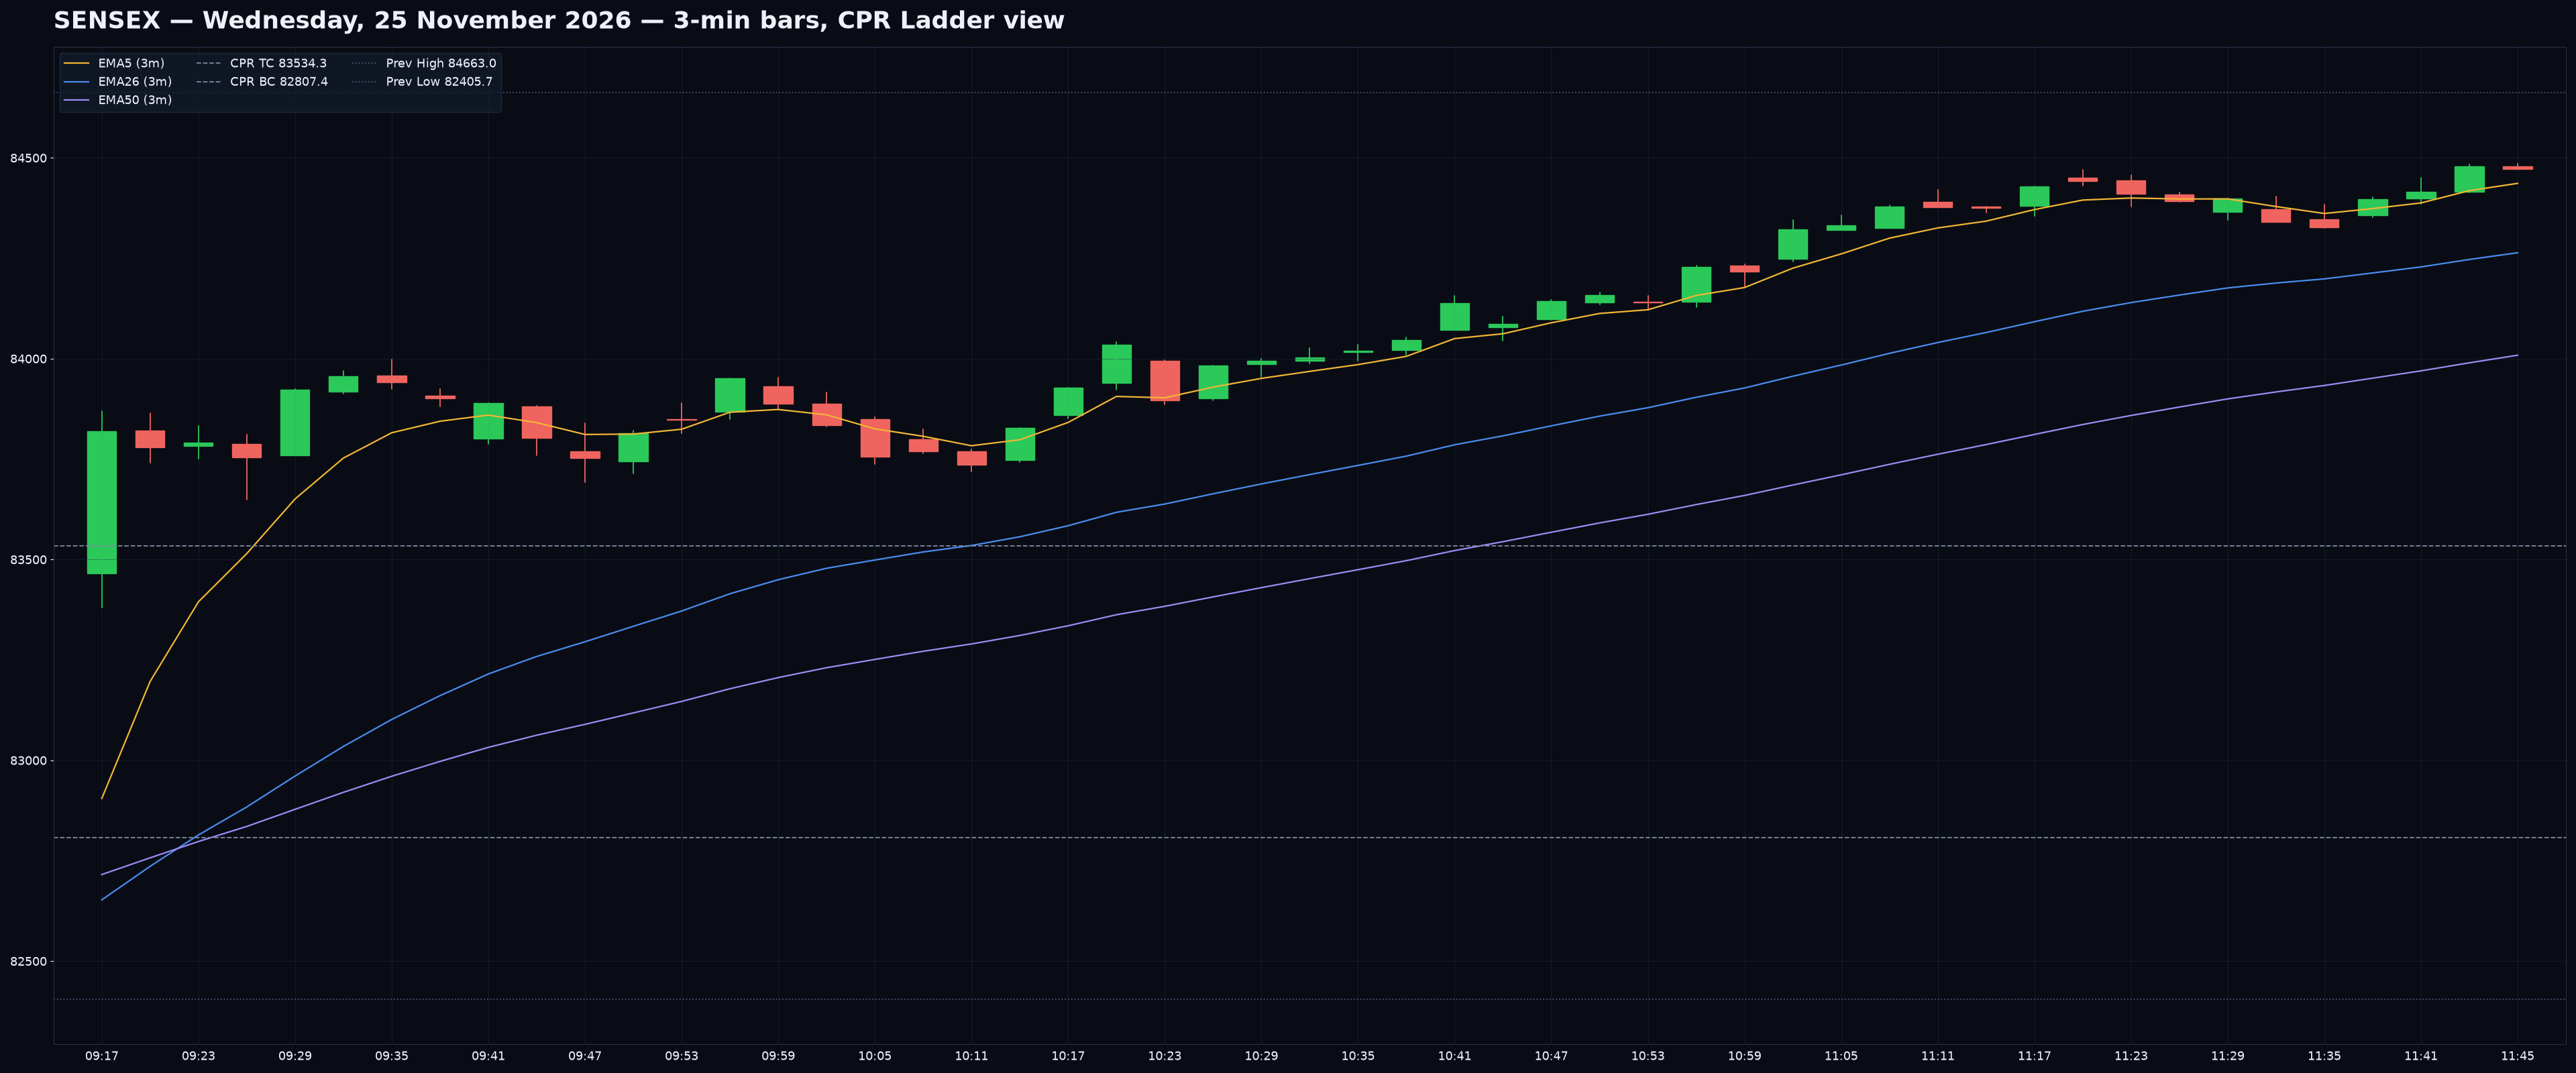 SENSEX — Wednesday, 25 November 2026 — 3-min bars, CPR Ladder view
EMA5 (3m)
EMA26 (3m)
EMA50 (3m)
CPR TC 83534.3
CPR BC 82807.4
Prev High 84663.0
Prev Low 82405.7
84500
84000
83500
83000
82500
09:17 09:23 09:29 09:35 09:41 09:47 09:53 09:59 10:05 10:11 10:17 10:23 10:29 10:35 10:41 10:47 10:53 10:59 11:05 11:11 11:17 11:23 11:29 11:35 11:41 11:45